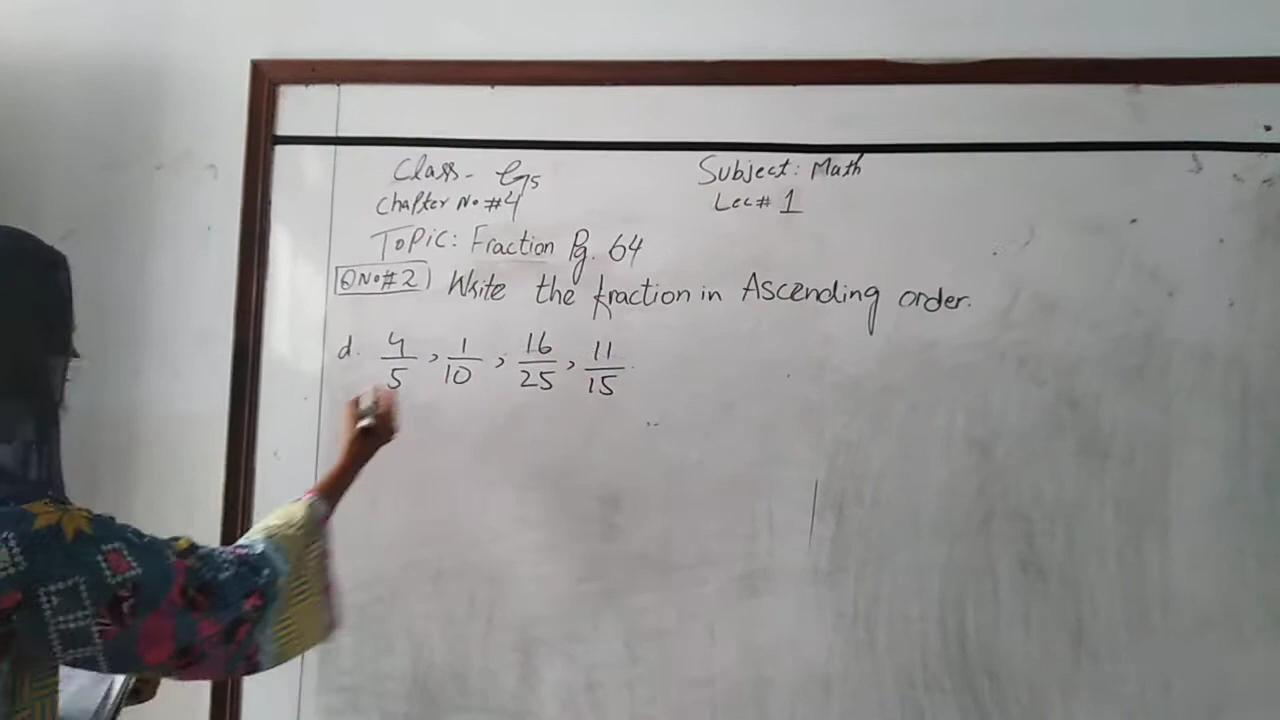 Class- G5
Subject: Math
Chapter No #4
Lec# 1
Topic: Fraction Pg. 64
QNo#2 Write the fraction in Ascending order.
d. 4/5, 1/10, 16/25, 11/15.